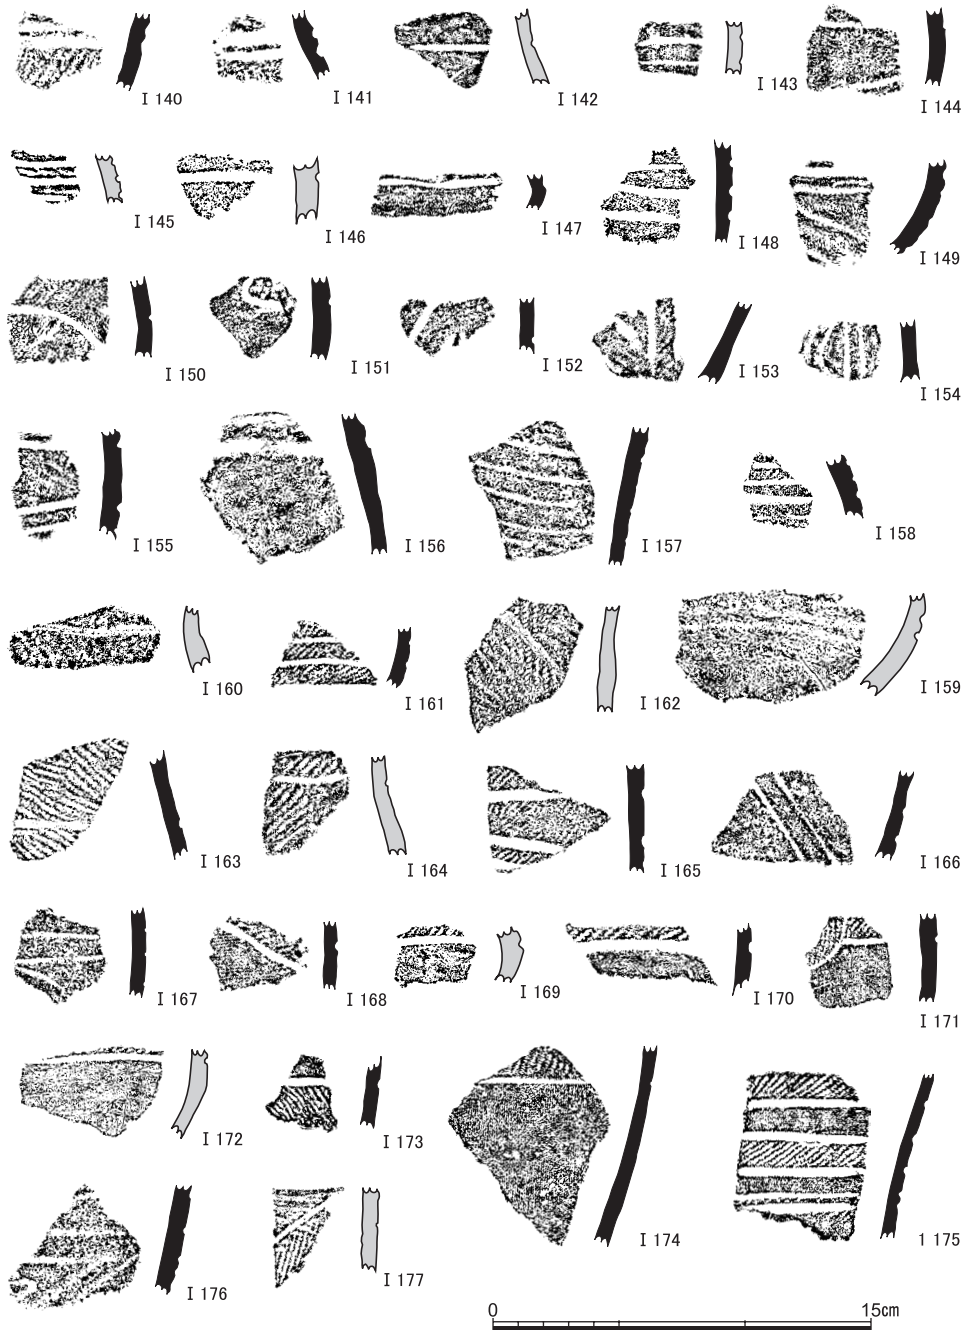 I 140
I 141
I 142
I 143
I 144
I 145
I 146
I 147
I 148
I 149
I 150
I 151
I 152
I 153
I 154
I 155
I 156
I 157
I 158
I 160
I 161
I 162
I 159
I 163
I 164
I 165
I 166
I 167
I 168
I 169
I 170
I 171
I 172
I 173
I 174
1 175
I 176
I 177
0 15cm